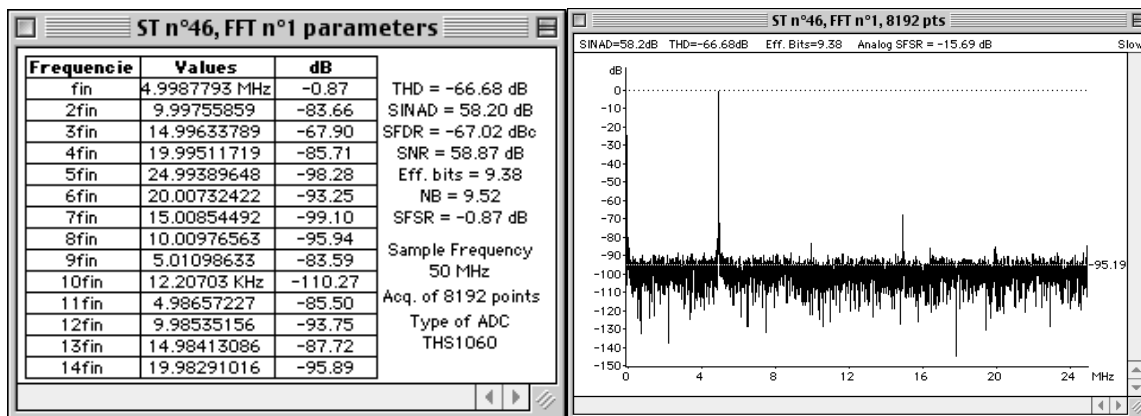 ST n°46, FFT n°1 parameters
Frequencie Values dB
fin 4.9987793 MHz -0.87
2fin 9.99755859 -83.66
3fin 14.99633789 -67.90
4fin 19.99511719 -85.71
5fin 24.99389648 -98.28
6fin 20.00732422 -93.25
7fin 15.00854492 -99.10
8fin 10.00976563 -95.94
9fin 5.01098633 -83.59
10fin 12.20703 KHz -110.27
11fin 4.98657227 -85.50
12fin 9.98535156 -93.75
13fin 14.98413086 -87.72
14fin 19.98291016 -95.89
THD = -66.68 dB
SINAD = 58.20 dB
SFDR = -67.02 dBc
SNR = 58.87 dB
Eff. bits = 9.38
NB = 9.52
SFSR = -0.87 dB
Sample Frequency
50 MHz
Acq. of 8192 points
Type of ADC
THS1060
ST n°46, FFT n°1, 8192 pts
SINAD=58.2dB THD=-66.68dB Eff. Bits=9.38 Analog SFSR = -15.69 dB Slow
dB
0
-10
-20
-30
-40
-50
-60
-70
-80
-90
-100
-110
-120
-130
-140
-150
-95.19
0 4 8 12 16 20 24 MHz